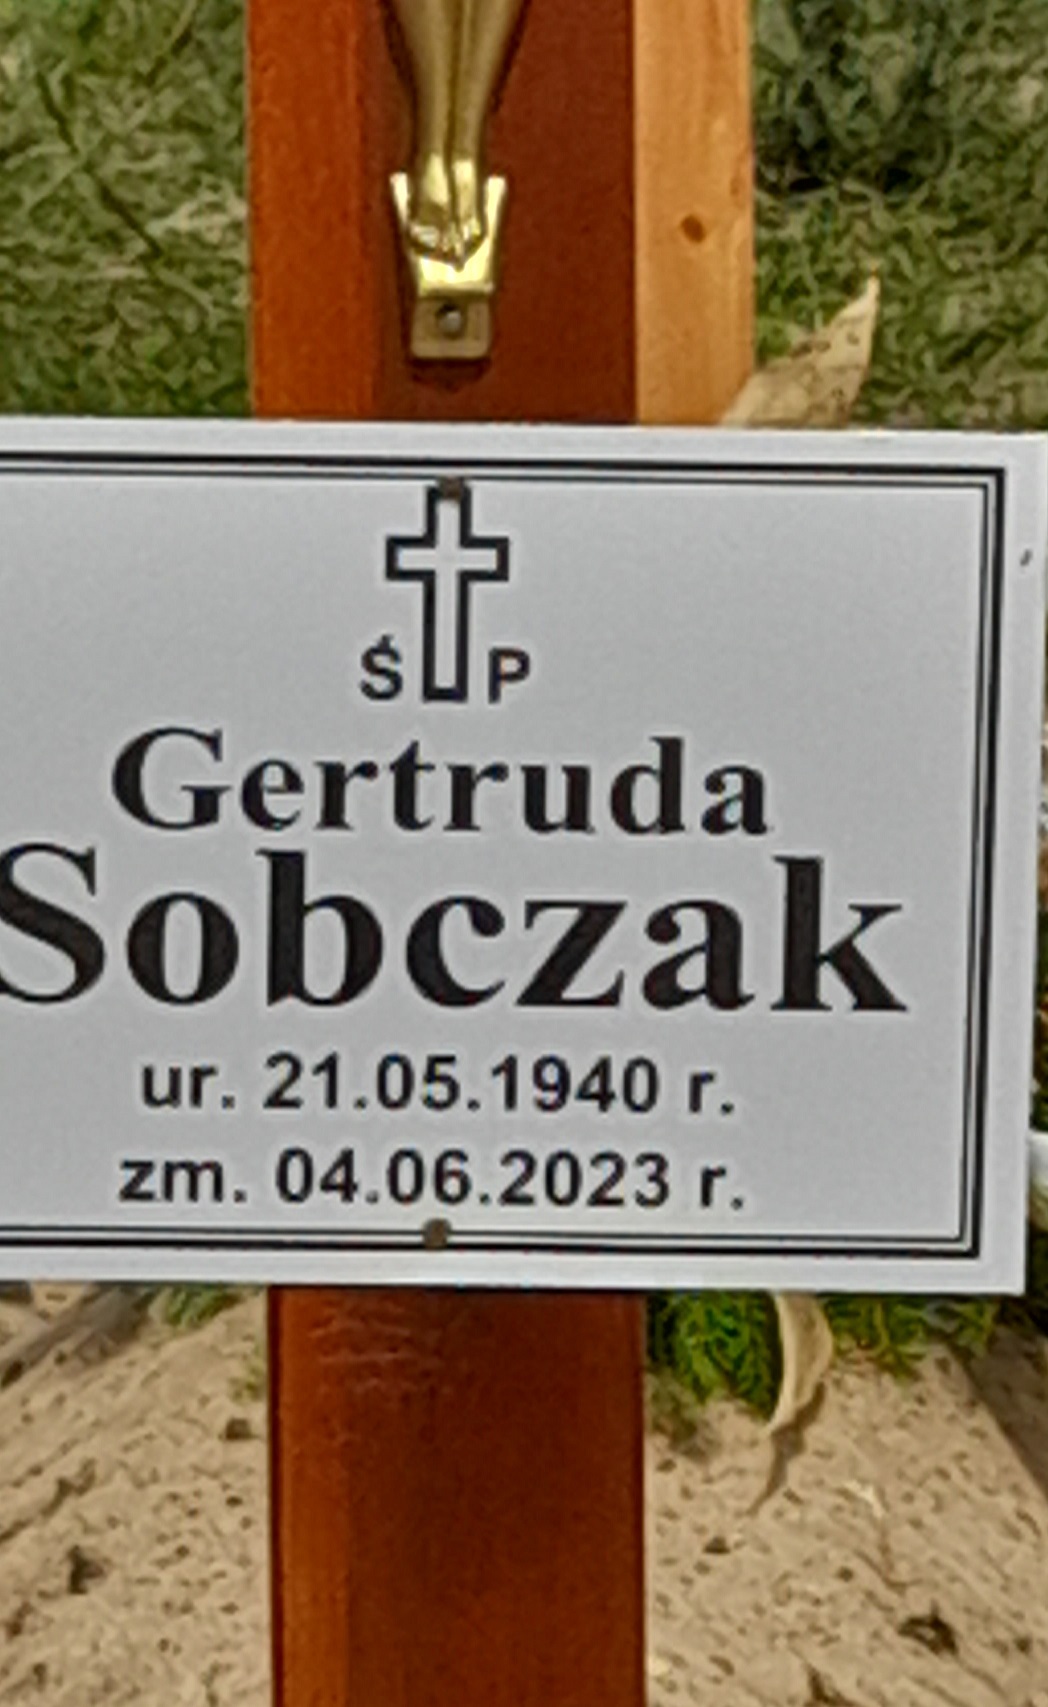 Ś P
Gertruda
Sobczak
ur. 21.05.1940 r.
zm. 04.06.2023 r.